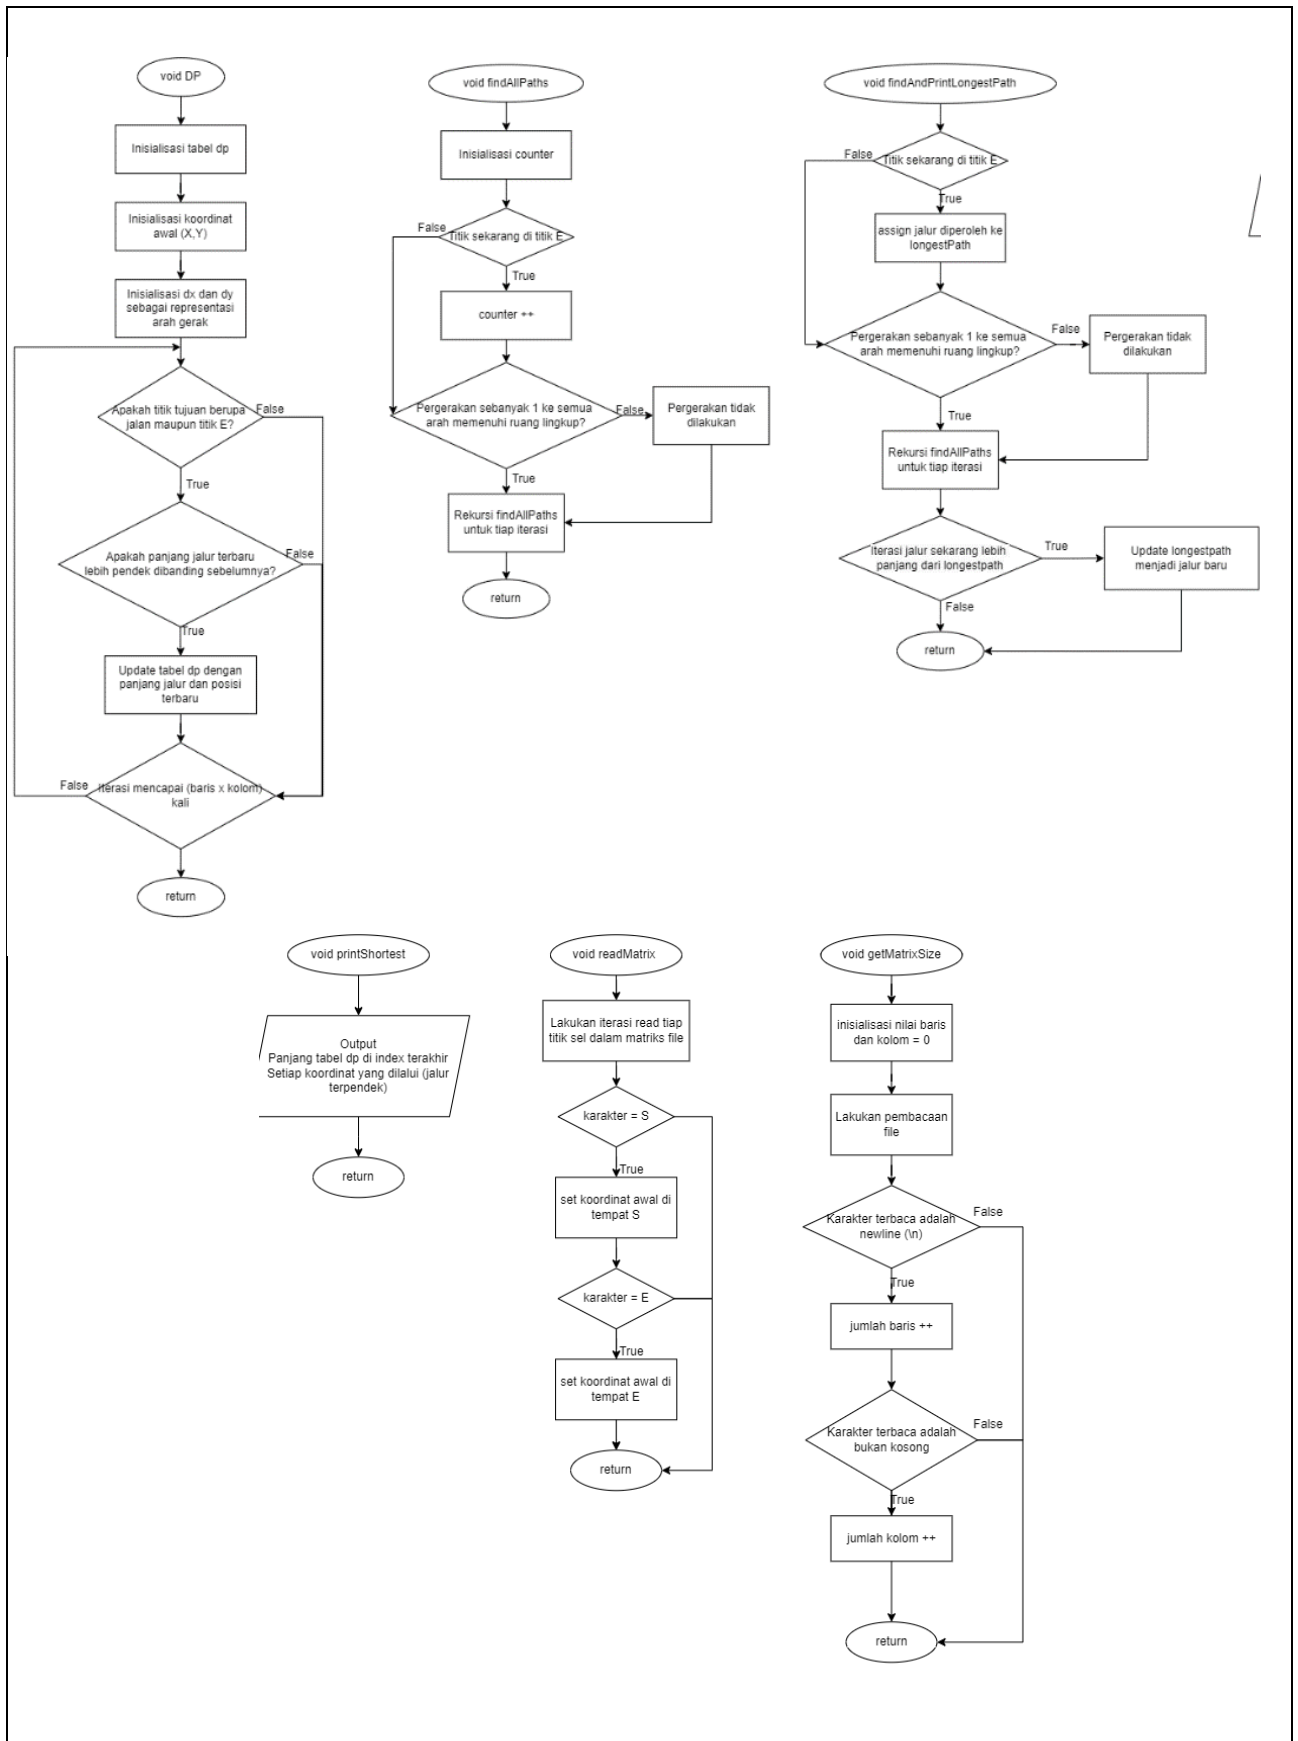 void DP
Inisialisasi tabel dp
Inisialisasi koordinat
awal (X,Y)
Inisialisasi dx dan dy
sebagai representasi
arah gerak
Apakah titik tujuan berupa
jalan maupun titik E?
False
True
Apakah panjang jalur terbaru
lebih pendek dibanding sebelumnya?
False
True
Update tabel dp dengan
panjang jalur dan posisi
terbaru
False
Iterasi mencapai (baris x kolom)
kali
return
void findAllPaths
Inisialisasi counter
False
Titik sekarang di titik E
True
counter ++
Pergerakan sebanyak 1 ke semua
arah memenuhi ruang lingkup?
False
Pergerakan tidak
dilakukan
True
Rekursi findAllPaths
untuk tiap iterasi
return
void findAndPrintLongestPath
False
Titik sekarang di titik E
True
assign jalur diperoleh ke
longestPath
Pergerakan sebanyak 1 ke semua
arah memenuhi ruang lingkup?
False
Pergerakan tidak
dilakukan
True
Rekursi findAllPaths
untuk tiap iterasi
iterasi jalur sekarang lebih
panjang dari longestpath
True
Update longestpath
menjadi jalur baru
False
return
void printShortest
Output
Panjang tabel dp di index terakhir
Setiap koordinat yang dilalui (jalur
terpendek)
return
void readMatrix
Lakukan iterasi read tiap
titik sel dalam matriks file
karakter = S
True
set koordinat awal di
tempat S
karakter = E
True
set koordinat awal di
tempat E
return
void getMatrixSize
inisialisasi nilai baris
dan kolom = 0
Lakukan pembacaan
file
Karakter terbaca adalah
newline (\n)
False
True
jumlah baris ++
Karakter terbaca adalah
bukan kosong
False
True
jumlah kolom ++
return